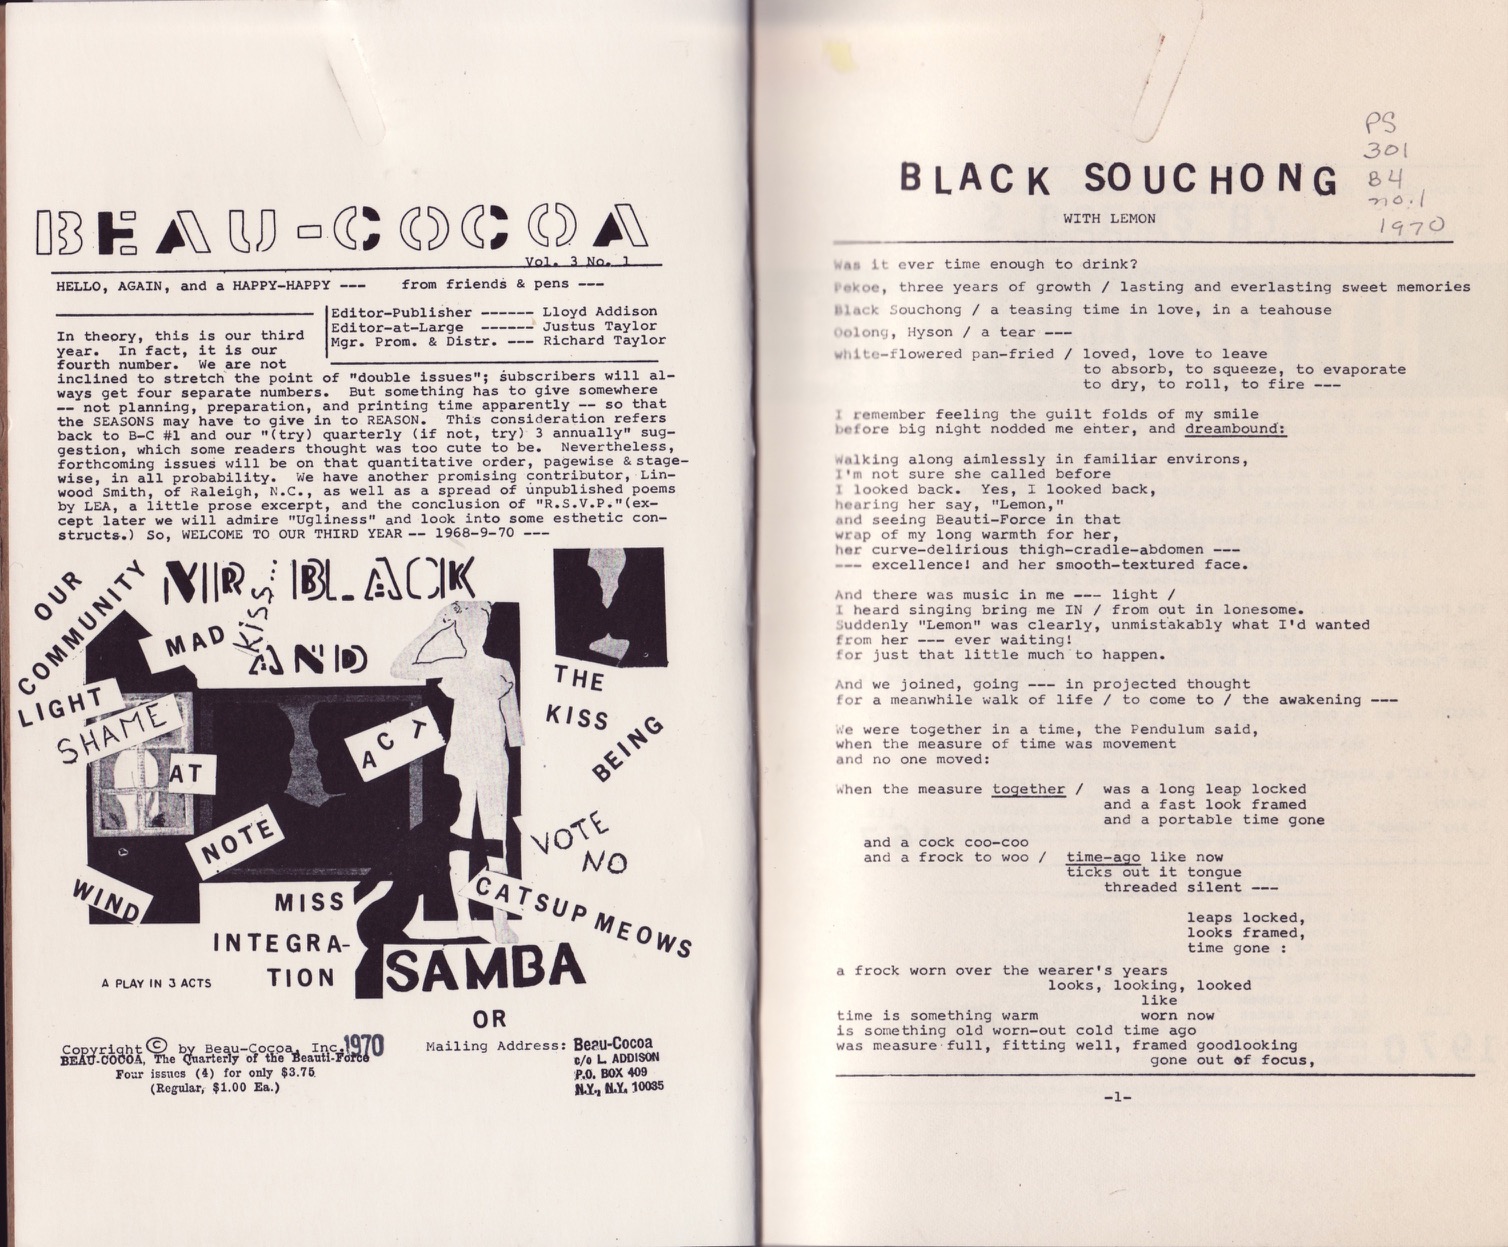 BEAU-COCOA
Vol. 3 No. 1
HELLO, AGAIN, and a HAPPY-HAPPY --- from friends & pens ---
Editor-Publisher ------ Lloyd Addison
Editor-at-Large ------ Justus Taylor
Mgr. Prom. & Distr. --- Richard Taylor
In theory, this is our third
year. In fact, it is our
fourth number. We are not
inclined to stretch the point of "double issues"; subscribers will al-
ways get four separate numbers. But something has to give somewhere
-- not planning, preparation, and printing time apparently -- so that
the SEASONS may have to give in to REASON. This consideration refers
back to B-C #1 and our "(try) quarterly (if not, try) 3 annually" sug-
gestion, which some readers thought was too cute to be. Nevertheless,
forthcoming issues will be on that quantitative order, pagewise & stage-
wise, in all probability. We have another promising contributor, Lin-
wood Smith, of Raleigh, N.C., as well as a spread of unpublished poems
by LEA, a little prose excerpt, and the conclusion of "R.S.V.P."(ex-
cept later we will admire "Ugliness" and look into some esthetic con-
structs.) So, WELCOME TO OUR THIRD YEAR -- 1968-9-70 ---
MR. BLACK
OUR
COMMUNITY
MAD
Kiss...
AND
THE
KISS
BEING
LIGHT
SHAME
AT
ACT
NOTE
VOTE
NO
WIND
MISS
INTEGRA-
TION
CATSUP MEOWS
SAMBA
A PLAY IN 3 ACTS
OR
Copyright © by Beau-Cocoa, Inc. 1970
BEAU-COCOA, The Quarterly of the Beauti-Force
Four issues (4) for only $3.75
(Regular, $1.00 Ea.)
Mailing Address: Beau-Cocoa
c/o L. ADDISON
P.O. BOX 409
N.Y., N.Y. 10035
PS
301
B4
no. 1
1970
BLACK SOUCHONG
WITH LEMON
Was it ever time enough to drink?
Pekoe, three years of growth / lasting and everlasting sweet memories
Black Souchong / a teasing time in love, in a teahouse
Oolong, Hyson / a tear ---
white-flowered pan-fried / loved, love to leave
to absorb, to squeeze, to evaporate
to dry, to roll, to fire ---
I remember feeling the guilt folds of my smile
before big night nodded me enter, and dreambound:
Walking along aimlessly in familiar environs,
I'm not sure she called before
I looked back. Yes, I looked back,
hearing her say, "Lemon,"
and seeing Beauti-Force in that
wrap of my long warmth for her,
her curve-delirious thigh-cradle-abdomen ---
--- excellence! and her smooth-textured face.
And there was music in me --- light /
I heard singing bring me IN / from out in lonesome.
Suddenly "Lemon" was clearly, unmistakably what I'd wanted
from her --- ever waiting!
for just that little much to happen.
And we joined, going --- in projected thought
for a meanwhile walk of life / to come to / the awakening ---
We were together in a time, the Pendulum said,
when the measure of time was movement
and no one moved:
When the measure together / was a long leap locked
and a fast look framed
and a portable time gone
and a cock coo-coo
and a frock to woo / time-ago like now
ticks out it tongue
threaded silent ---
leaps locked,
looks framed,
time gone :
a frock worn over the wearer's years
looks, looking, looked
like
time is something warm worn now
is something old worn-out cold time ago
was measure full, fitting well, framed goodlooking
gone out of focus,
-1-